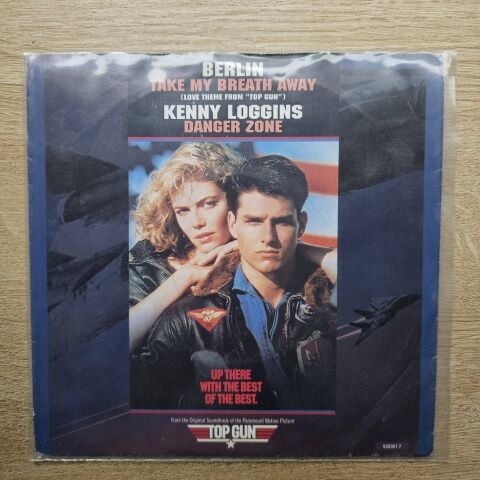 BERLIN
TAKE MY BREATH AWAY
(LOVE THEME FROM "TOP GUN")
KENNY LOGGINS
DANGER ZONE
UP THERE
WITH THE BEST
OF THE BEST.
From the Original Soundtrack of the Paramount Motion Picture
TOP GUN